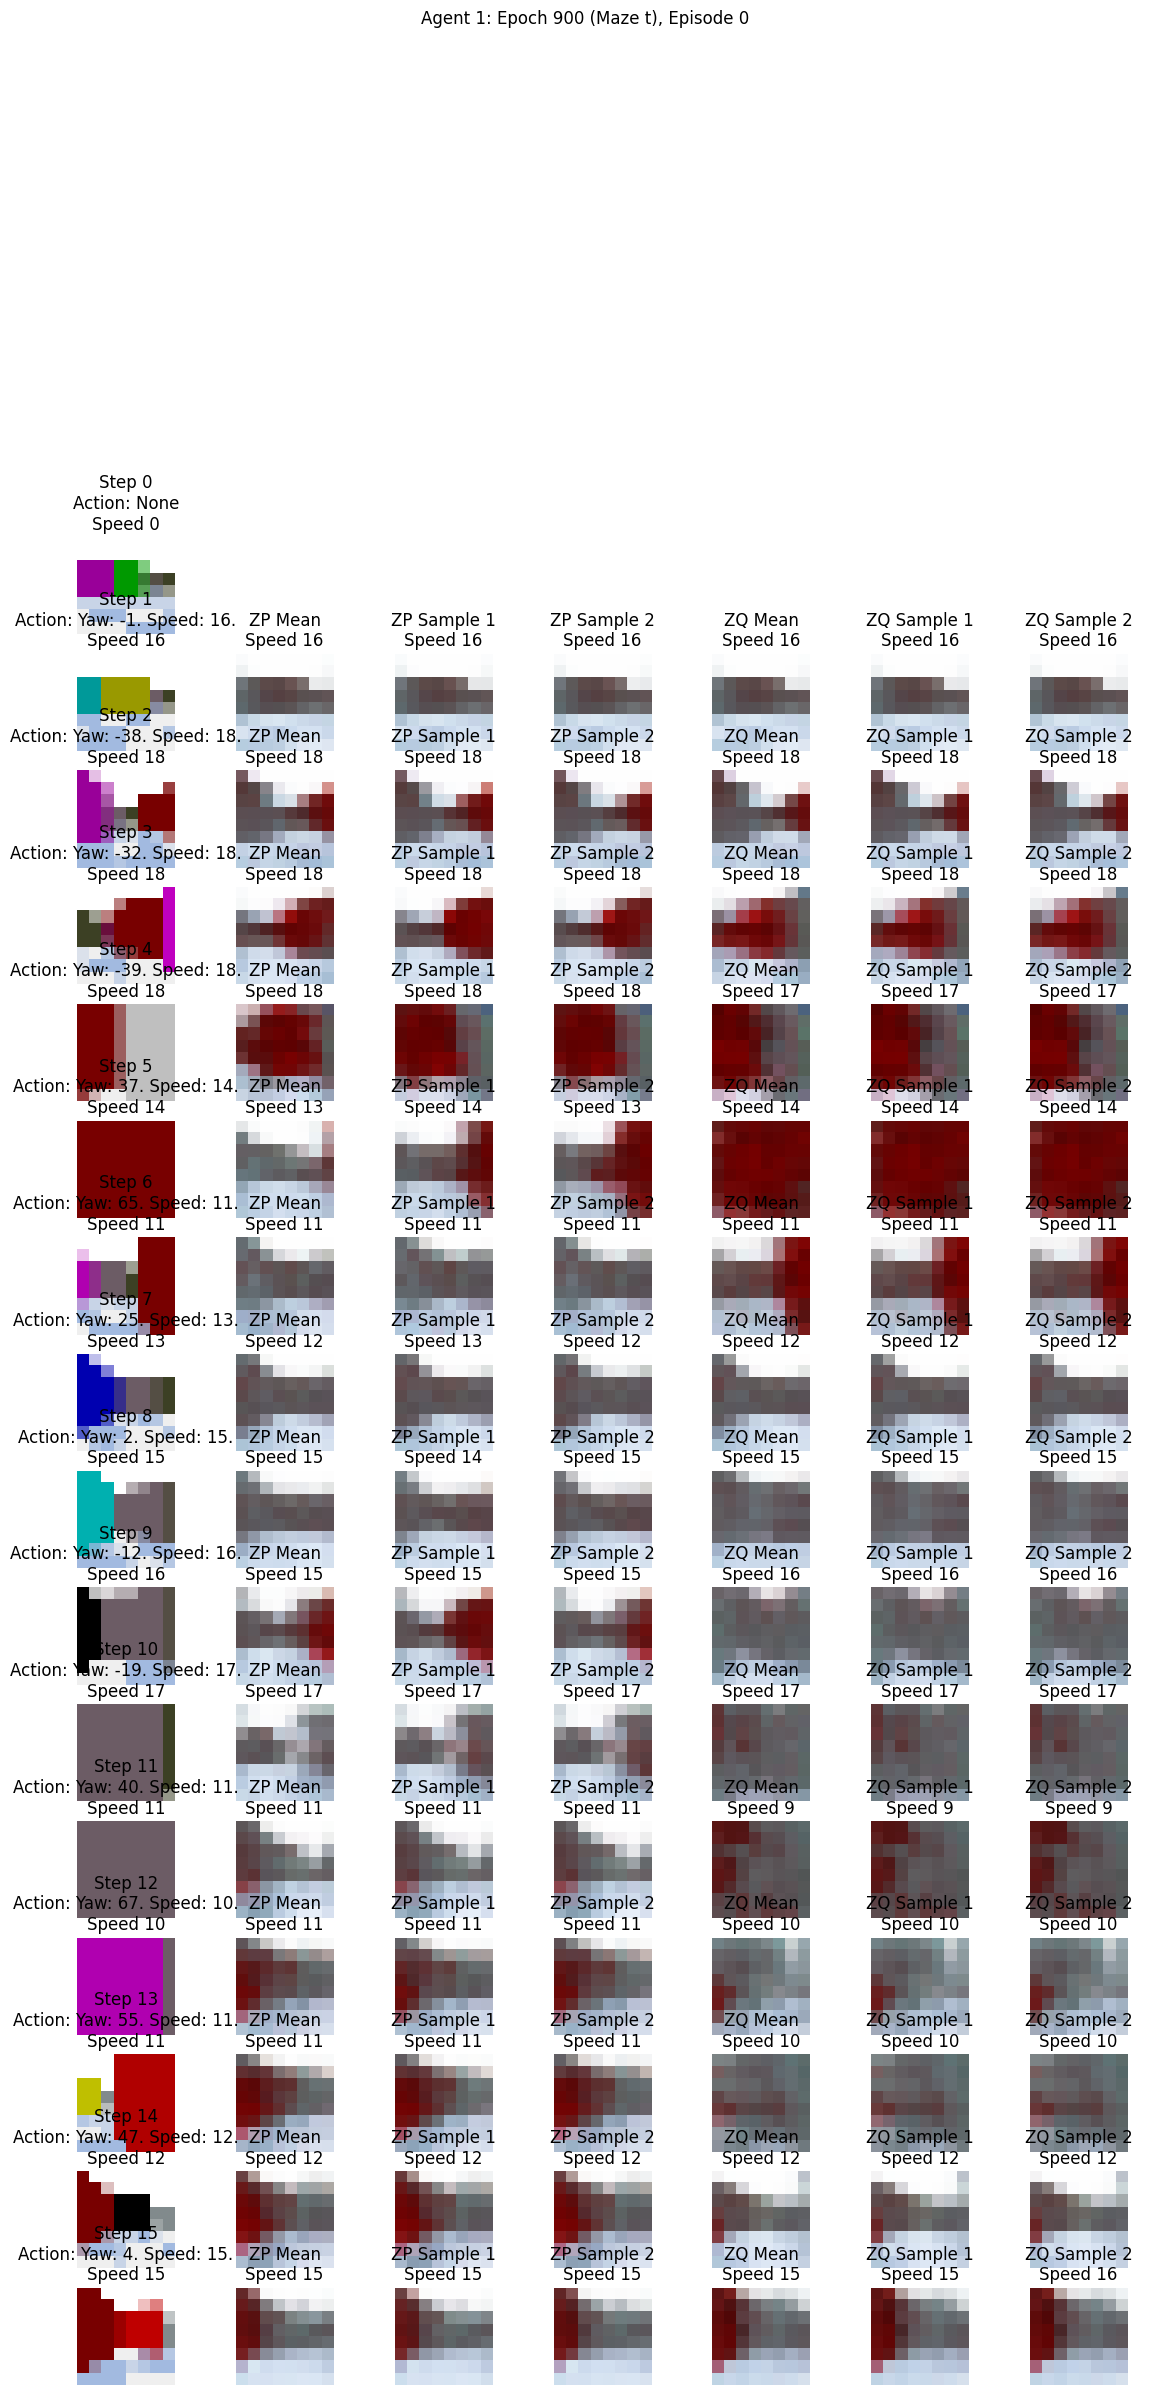 Agent 1: Epoch 900 (Maze t), Episode 0
Step 0
Action: None
Speed 0
Step 1
Action: Yaw: -1. Speed: 16. ZP Mean ZP Sample 1 ZP Sample 2 ZQ Mean ZQ Sample 1 ZQ Sample 2
Speed 16 Speed 16 Speed 16 Speed 16 Speed 16 Speed 16 Speed 16
Step 2
Action: Yaw: -38. Speed: 18. ZP Mean ZP Sample 1 ZP Sample 2 ZQ Mean ZQ Sample 1 ZQ Sample 2
Speed 18 Speed 18 Speed 18 Speed 18 Speed 18 Speed 18 Speed 18
Step 3
Action: Yaw: -32. Speed: 18. ZP Mean ZP Sample 1 ZP Sample 2 ZQ Mean ZQ Sample 1 ZQ Sample 2
Speed 18 Speed 18 Speed 18 Speed 18 Speed 18 Speed 18 Speed 18
Step 4
Action: Yaw: -39. Speed: 18. ZP Mean ZP Sample 1 ZP Sample 2 ZQ Mean ZQ Sample 1 ZQ Sample 2
Speed 18 Speed 18 Speed 18 Speed 18 Speed 17 Speed 17 Speed 17
Step 5
Action: Yaw: 37. Speed: 14. ZP Mean ZP Sample 1 ZP Sample 2 ZQ Mean ZQ Sample 1 ZQ Sample 2
Speed 14 Speed 13 Speed 14 Speed 13 Speed 14 Speed 14 Speed 14
Step 6
Action: Yaw: 65. Speed: 11. ZP Mean ZP Sample 1 ZP Sample 2 ZQ Mean ZQ Sample 1 ZQ Sample 2
Speed 11 Speed 11 Speed 11 Speed 11 Speed 11 Speed 11 Speed 11
Step 7
Action: Yaw: 25. Speed: 13. ZP Mean ZP Sample 1 ZP Sample 2 ZQ Mean ZQ Sample 1 ZQ Sample 2
Speed 13 Speed 12 Speed 13 Speed 12 Speed 12 Speed 12 Speed 12
Step 8
Action: Yaw: 2. Speed: 15. ZP Mean ZP Sample 1 ZP Sample 2 ZQ Mean ZQ Sample 1 ZQ Sample 2
Speed 15 Speed 15 Speed 14 Speed 15 Speed 15 Speed 15 Speed 15
Step 9
Action: Yaw: -12. Speed: 16. ZP Mean ZP Sample 1 ZP Sample 2 ZQ Mean ZQ Sample 1 ZQ Sample 2
Speed 16 Speed 15 Speed 15 Speed 15 Speed 16 Speed 16 Speed 16
Step 10
Action: Yaw: -19. Speed: 17. ZP Mean ZP Sample 1 ZP Sample 2 ZQ Mean ZQ Sample 1 ZQ Sample 2
Speed 17 Speed 17 Speed 17 Speed 17 Speed 17 Speed 17 Speed 17
Step 11
Action: Yaw: 40. Speed: 11. ZP Mean ZP Sample 1 ZP Sample 2 ZQ Mean ZQ Sample 1 ZQ Sample 2
Speed 11 Speed 11 Speed 11 Speed 11 Speed 9 Speed 9 Speed 9
Step 12
Action: Yaw: 67. Speed: 10. ZP Mean ZP Sample 1 ZP Sample 2 ZQ Mean ZQ Sample 1 ZQ Sample 2
Speed 10 Speed 11 Speed 11 Speed 11 Speed 10 Speed 10 Speed 10
Step 13
Action: Yaw: 55. Speed: 11. ZP Mean ZP Sample 1 ZP Sample 2 ZQ Mean ZQ Sample 1 ZQ Sample 2
Speed 11 Speed 11 Speed 11 Speed 11 Speed 10 Speed 10 Speed 10
Step 14
Action: Yaw: 47. Speed: 12. ZP Mean ZP Sample 1 ZP Sample 2 ZQ Mean ZQ Sample 1 ZQ Sample 2
Speed 12 Speed 12 Speed 12 Speed 12 Speed 12 Speed 12 Speed 12
Step 15
Action: Yaw: 4. Speed: 15. ZP Mean ZP Sample 1 ZP Sample 2 ZQ Mean ZQ Sample 1 ZQ Sample 2
Speed 15 Speed 15 Speed 15 Speed 15 Speed 15 Speed 15 Speed 16